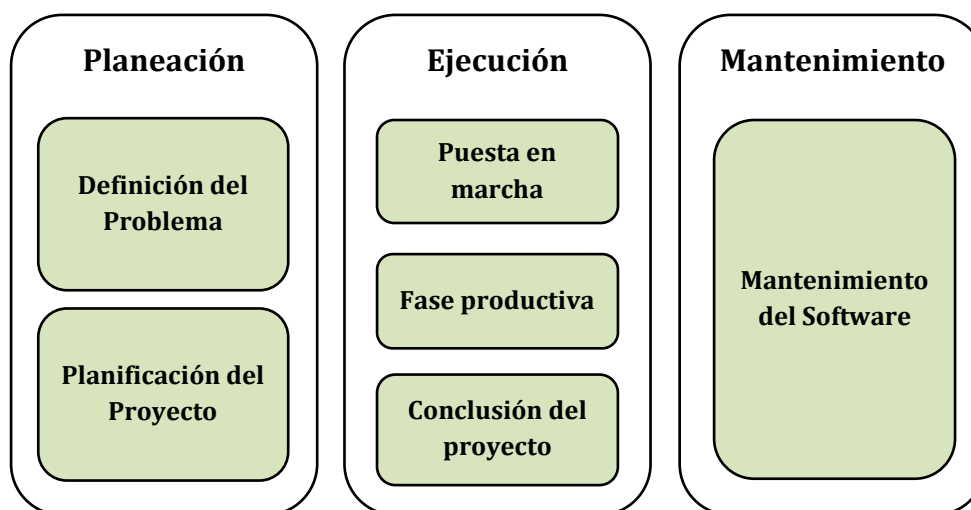 Planeación
Definición del
Problema
Planificación del
Proyecto
Ejecución
Puesta en
marcha
Fase productiva
Conclusión del
proyecto
Mantenimiento
Mantenimiento
del Software